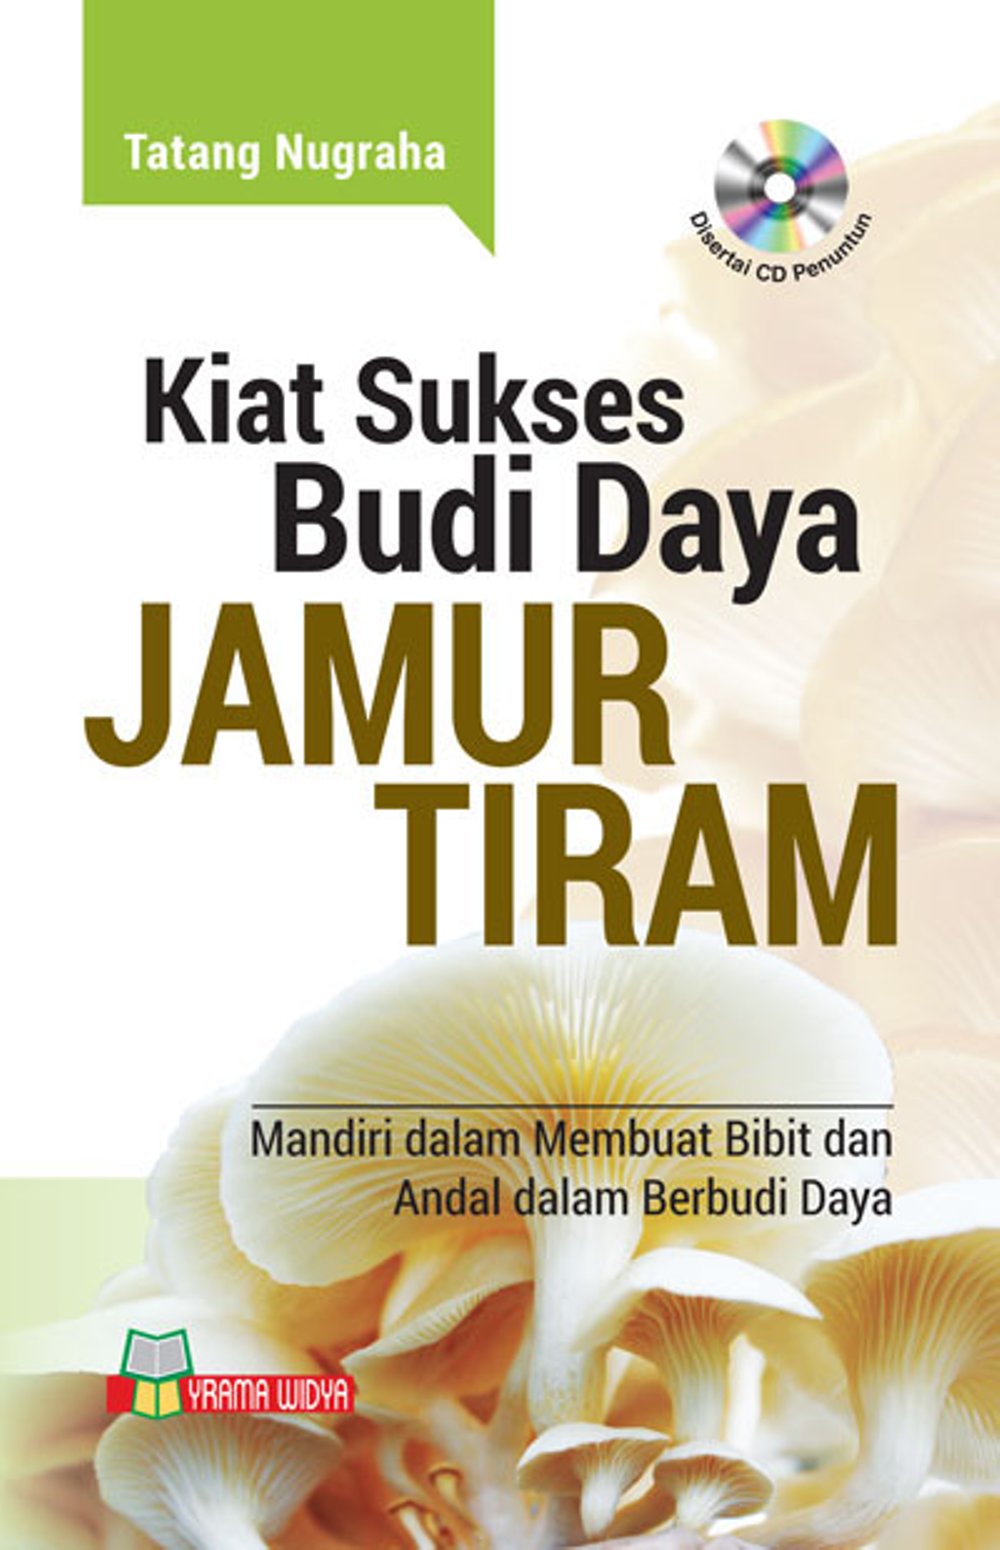 Tatang Nugraha
Disertai CD Penuntun
Kiat Sukses
Budi Daya
JAMUR
TIRAM
Mandiri dalam Membuat Bibit dan
Andal dalam Berbudi Daya
YRAMA WIDYA